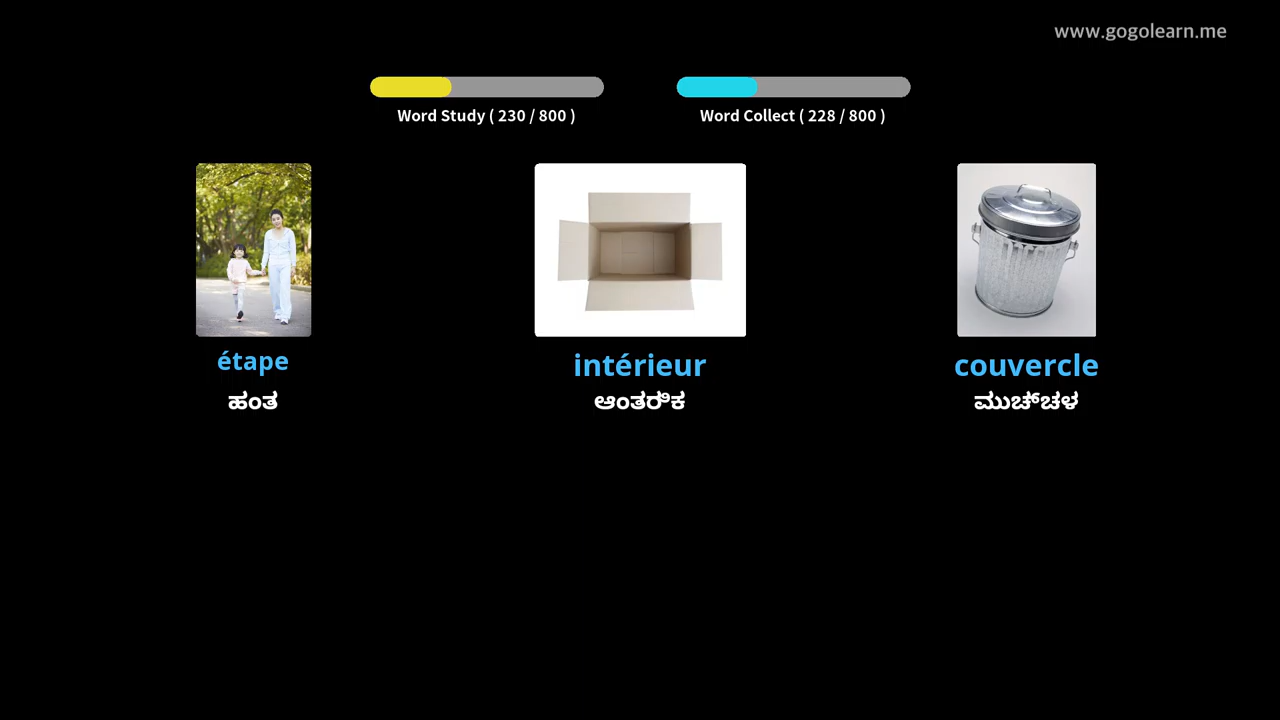 www.gogolearn.me
Word Study ( 230 / 800 )
Word Collect ( 228 / 800 )
étape
intérieur
couvercle
ಹಂತ
ಆಂತರಿಕ
ಮುಚ್ಚಳ